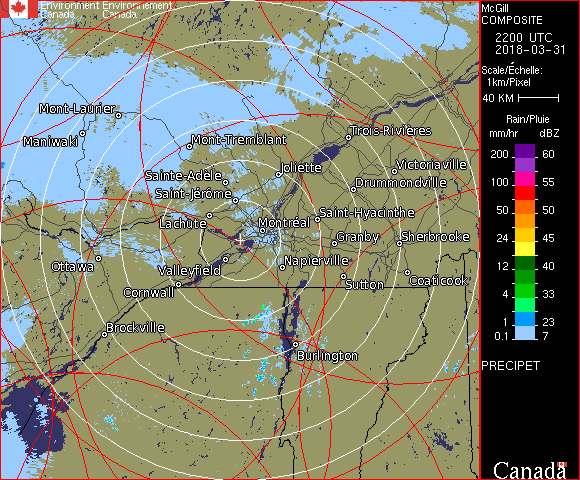 Environment Environnement
Canada Canada
McGill
COMPOSITE
2200 UTC
2018-03-31
Scale/Échelle:
1km/Pixel
40 KM
Rain/Pluie
mm/hr dBZ
200 60
100 55
50 50
24 45
12 40
4 33
1 23
0.1 7
PRECIPET
Canada
Mont-Laurier
Maniwaki
Mont-Tremblant
Trois-Rivières
Sainte-Adèle
Joliette
Victoriaville
Saint-Jérôme
Drummondville
Lachute
Montréal
Saint-Hyacinthe
Granby
Sherbrooke
Ottawa
Valleyfield
Napierville
Cornwall
Sutton
Coaticook
Brockville
Burlington